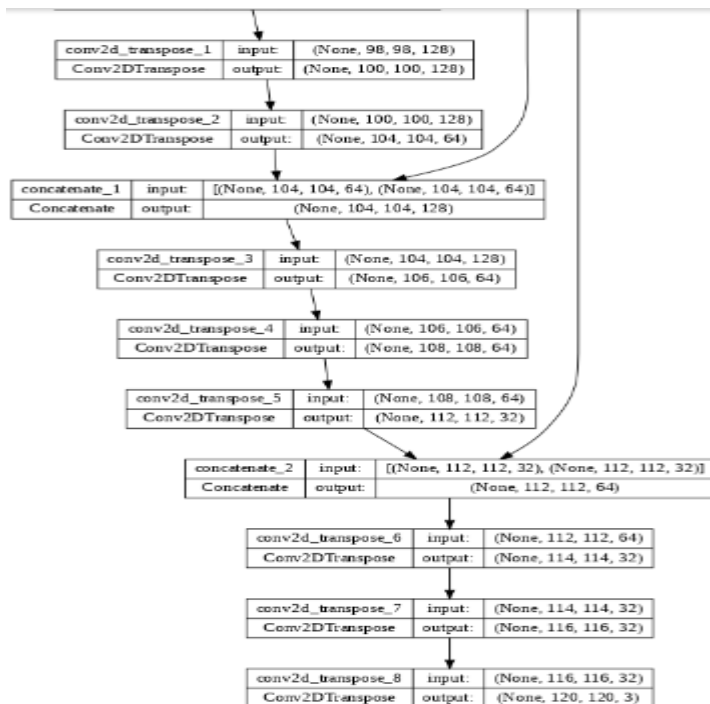 conv2d_transpose_1 input: (None, 98, 98, 128)
Conv2DTranspose output: (None, 100, 100, 128)
conv2d_transpose_2 input: (None, 100, 100, 128)
Conv2DTranspose output: (None, 104, 104, 64)
concatenate_1 input: [(None, 104, 104, 64), (None, 104, 104, 64)]
Concatenate output: (None, 104, 104, 128)
conv2d_transpose_3 input: (None, 104, 104, 128)
Conv2DTranspose output: (None, 106, 106, 64)
conv2d_transpose_4 input: (None, 106, 106, 64)
Conv2DTranspose output: (None, 108, 108, 64)
conv2d_transpose_5 input: (None, 108, 108, 64)
Conv2DTranspose output: (None, 112, 112, 32)
concatenate_2 input: [(None, 112, 112, 32), (None, 112, 112, 32)]
Concatenate output: (None, 112, 112, 64)
conv2d_transpose_6 input: (None, 112, 112, 64)
Conv2DTranspose output: (None, 114, 114, 32)
conv2d_transpose_7 input: (None, 114, 114, 32)
Conv2DTranspose output: (None, 116, 116, 32)
conv2d_transpose_8 input: (None, 116, 116, 32)
Conv2DTranspose output: (None, 120, 120, 3)